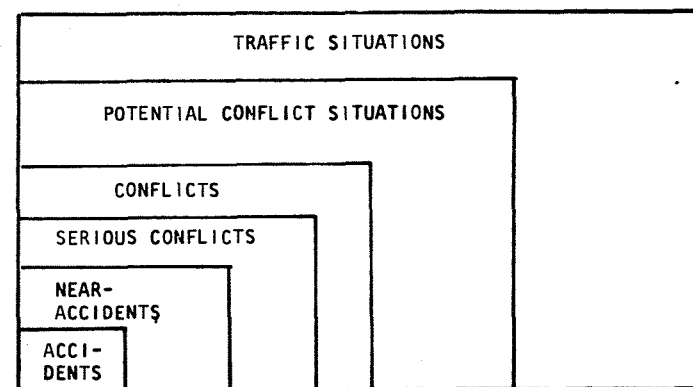 TRAFFIC SITUATIONS
POTENTIAL CONFLICT SITUATIONS
CONFLICTS
SERIOUS CONFLICTS
NEAR-
ACCIDENTS
ACCI-
DENTS